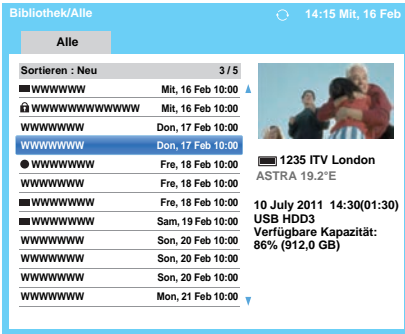 Bibliothek/Alle 14:15 Mit, 16 Feb
Alle
Sortieren : Neu 3 / 5
WWWWWW Mit, 16 Feb 10:00
WWWWWWWWWWWW Mit, 16 Feb 10:00
WWWWWWW Don, 17 Feb 10:00
WWWWWWW Don, 17 Feb 10:00
WWWWWWW Fre, 18 Feb 10:00
WWWWWWW Fre, 18 Feb 10:00
WWWWWWW Fre, 18 Feb 10:00
WWWWWWW Sam, 19 Feb 10:00
WWWWWWW Son, 20 Feb 10:00
WWWWWWW Son, 20 Feb 10:00
WWWWWWW Son, 20 Feb 10:00
WWWWWWW Mon, 21 Feb 10:00
1235 ITV London
ASTRA 19.2°E
10 July 2011 14:30(01:30)
USB HDD3
Verfügbare Kapazität:
86% (912,0 GB)